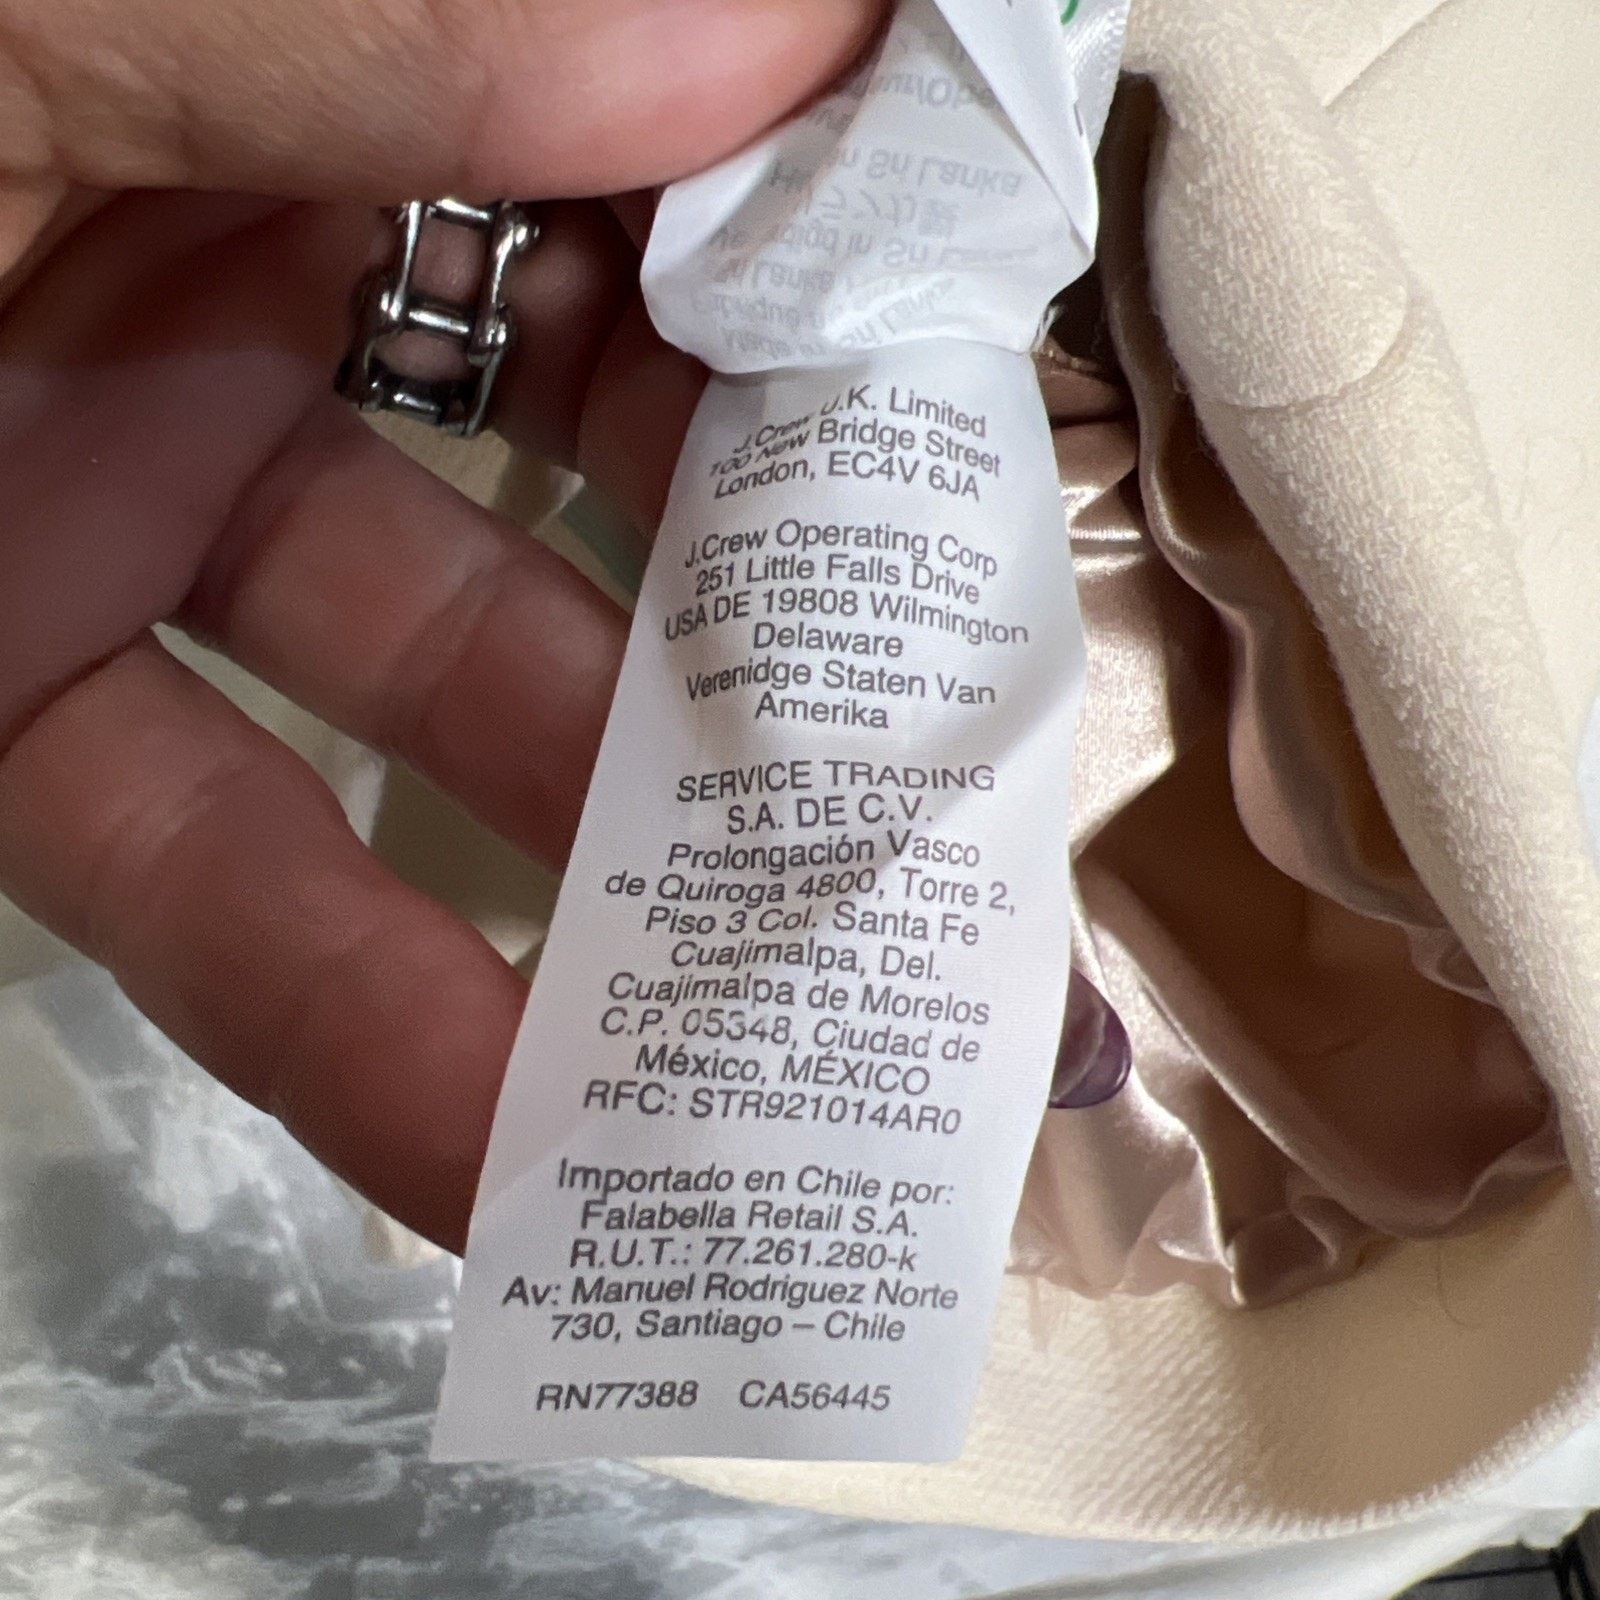 J.Crew U.K. Limited
100 New Bridge Street
London, EC4V 6JA
J.Crew Operating Corp
251 Little Falls Drive
USA DE 19808 Wilmington
Delaware
Verenidge Staten Van
Amerika
SERVICE TRADING
S.A. DE C.V.
Prolongación Vasco
de Quiroga 4800, Torre 2,
Piso 3 Col. Santa Fe
Cuajimalpa, Del.
Cuajimalpa de Morelos
C.P. 05348, Ciudad de
México, MÉXICO
RFC: STR921014AR0
Importado en Chile por:
Falabella Retail S.A.
R.U.T.: 77.261.280-k
Av: Manuel Rodriguez Norte
730, Santiago – Chile
RN77388 CA56445